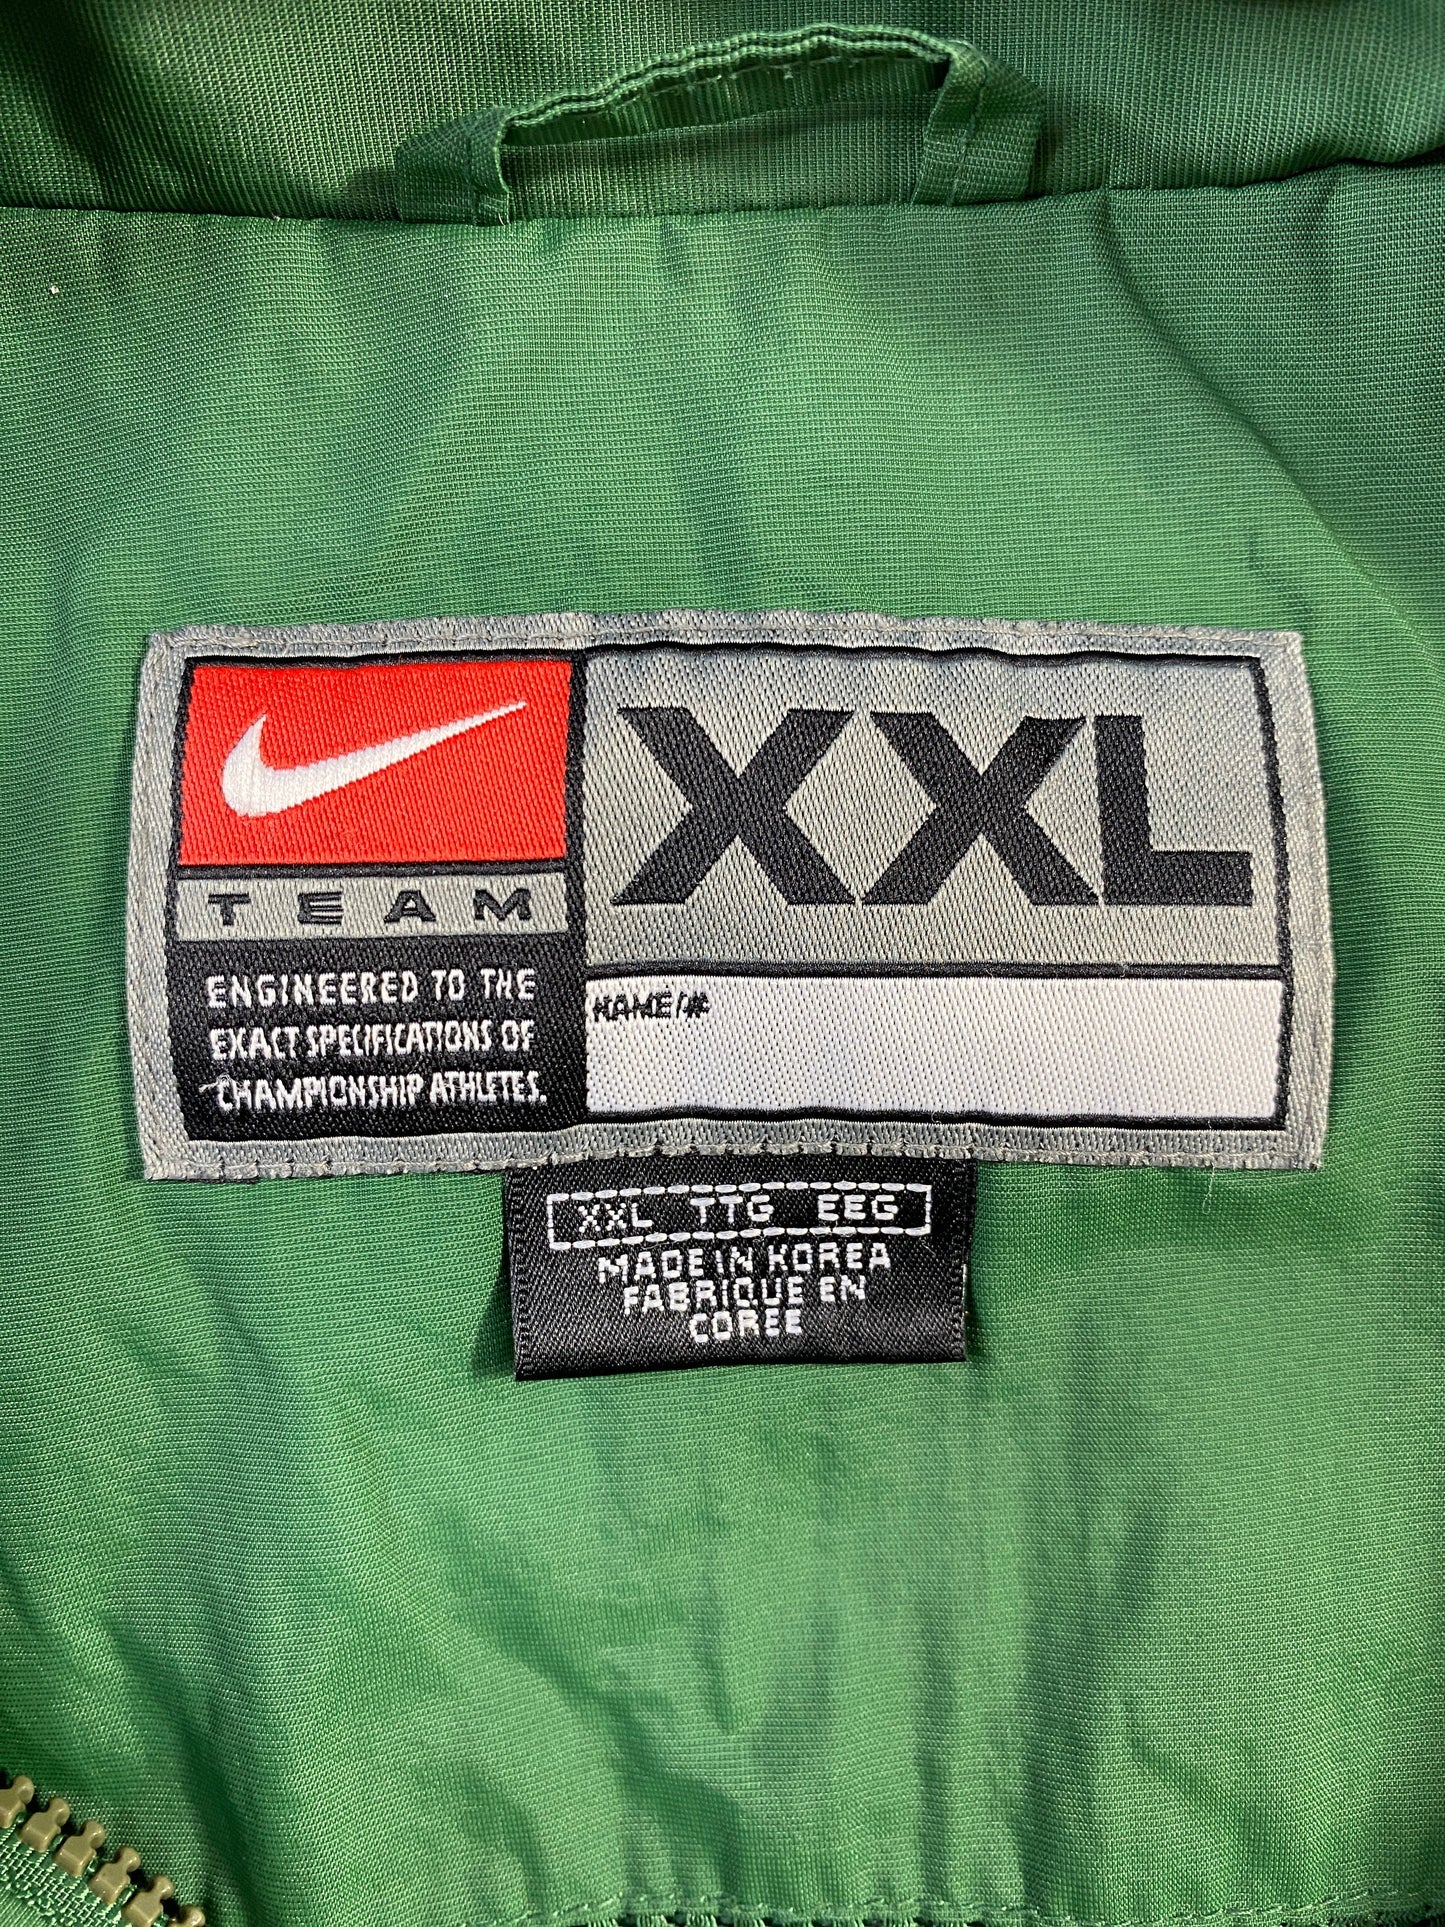 XXL
TEAM
ENGINEERED TO THE
EXACT SPECIFICATIONS OF
CHAMPIONSHIP ATHLETES.
NAME/#
XXL TTG EEG
MADE IN KOREA
FABRIQUE EN
COREE